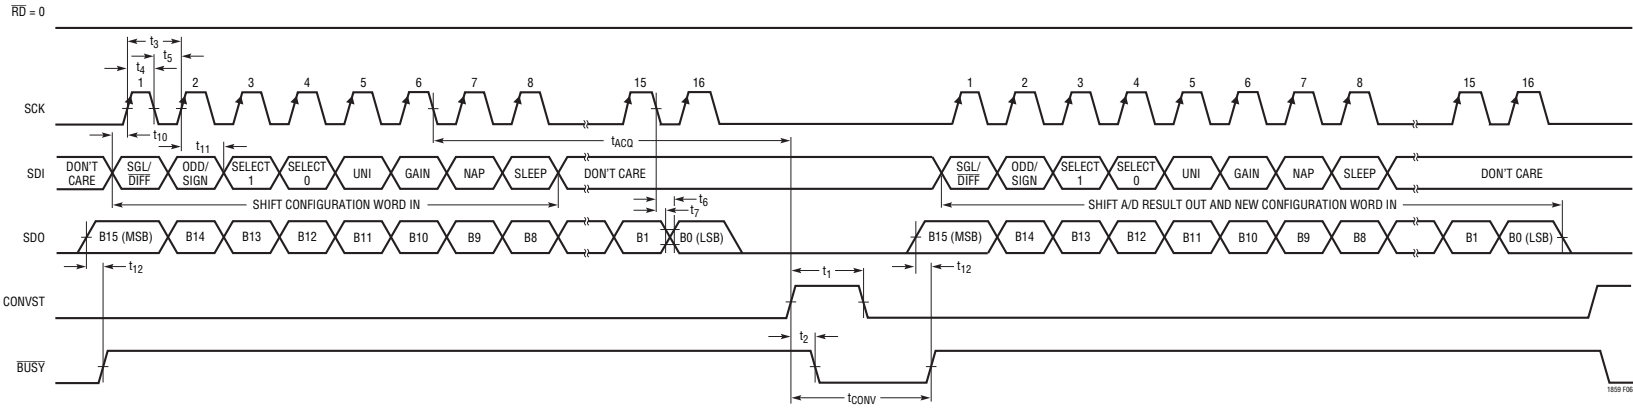 RD = 0
t3
t5
t4
1 2 3 4 5 6 7 8 15 16 1 2 3 4 5 6 7 8 15 16
SCK
t10
t11
tACQ
SDI DON'T CARE SGL/DIFF ODD/SIGN SELECT 1 SELECT 0 UNI GAIN NAP SLEEP DON'T CARE SGL/DIFF ODD/SIGN SELECT 1 SELECT 0 UNI GAIN NAP SLEEP DON'T CARE
t6
SHIFT CONFIGURATION WORD IN SHIFT A/D RESULT OUT AND NEW CONFIGURATION WORD IN
t7
SDO B15 (MSB) B14 B13 B12 B11 B10 B9 B8 B1 B0 (LSB) B15 (MSB) B14 B13 B12 B11 B10 B9 B8 B1 B0 (LSB)
t12 t1 t12
CONVST
t2
BUSY
tCONV
1859 F06